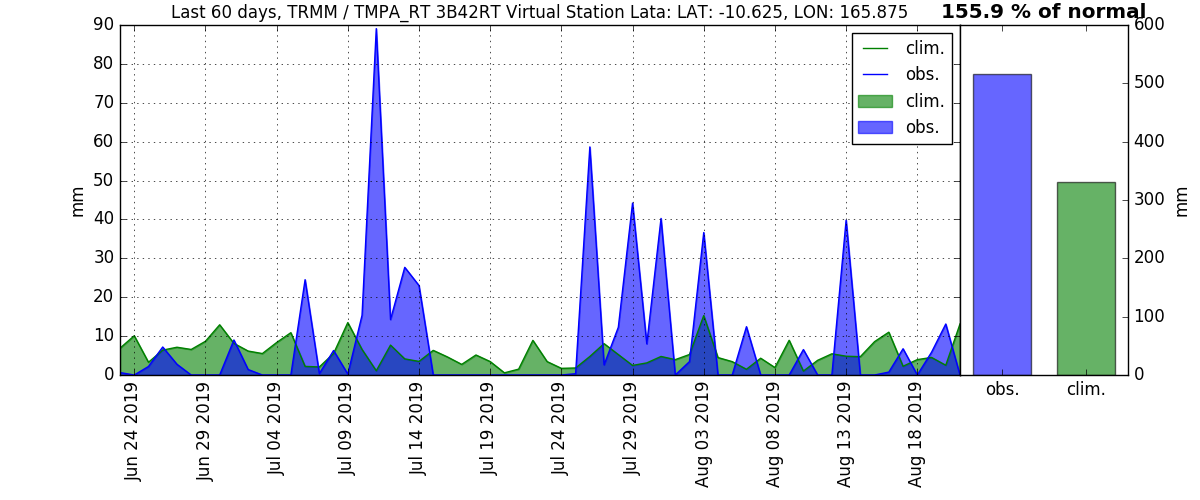 Last 60 days, TRMM / TMPA_RT 3B42RT Virtual Station Lata: LAT: -10.625, LON: 165.875
155.9 % of normal
90
80
70
60
50
40
30
20
10
0
mm
clim.
obs.
clim.
obs.
600
500
400
300
200
100
0
mm
Jun 24 2019
Jun 29 2019
Jul 04 2019
Jul 09 2019
Jul 14 2019
Jul 19 2019
Jul 24 2019
Jul 29 2019
Aug 03 2019
Aug 08 2019
Aug 13 2019
Aug 18 2019
obs.
clim.